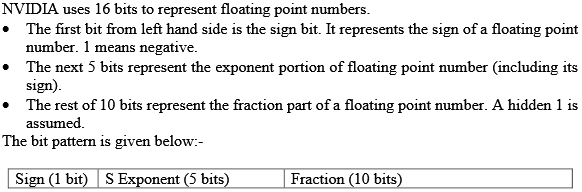 NVIDIA uses 16 bits to represent floating point numbers.
• The first bit from left hand side is the sign bit. It represents the sign of a floating point
number. 1 means negative.
• The next 5 bits represent the exponent portion of floating point number (including its
sign).
• The rest of 10 bits represent the fraction part of a floating point number. A hidden 1 is
assumed.
The bit pattern is given below:-
Sign (1 bit) S Exponent (5 bits) Fraction (10 bits)